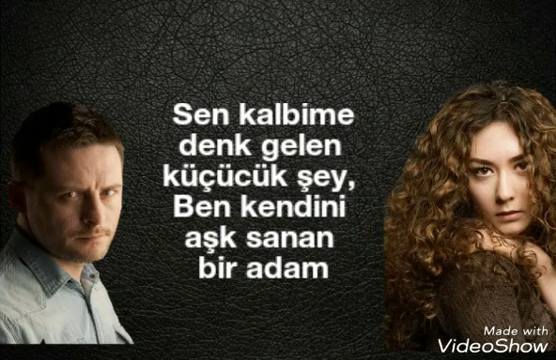 Sen kalbime
denk gelen
küçücük şey,
Ben kendini
aşk sanan
bir adam
Made with
VideoShow